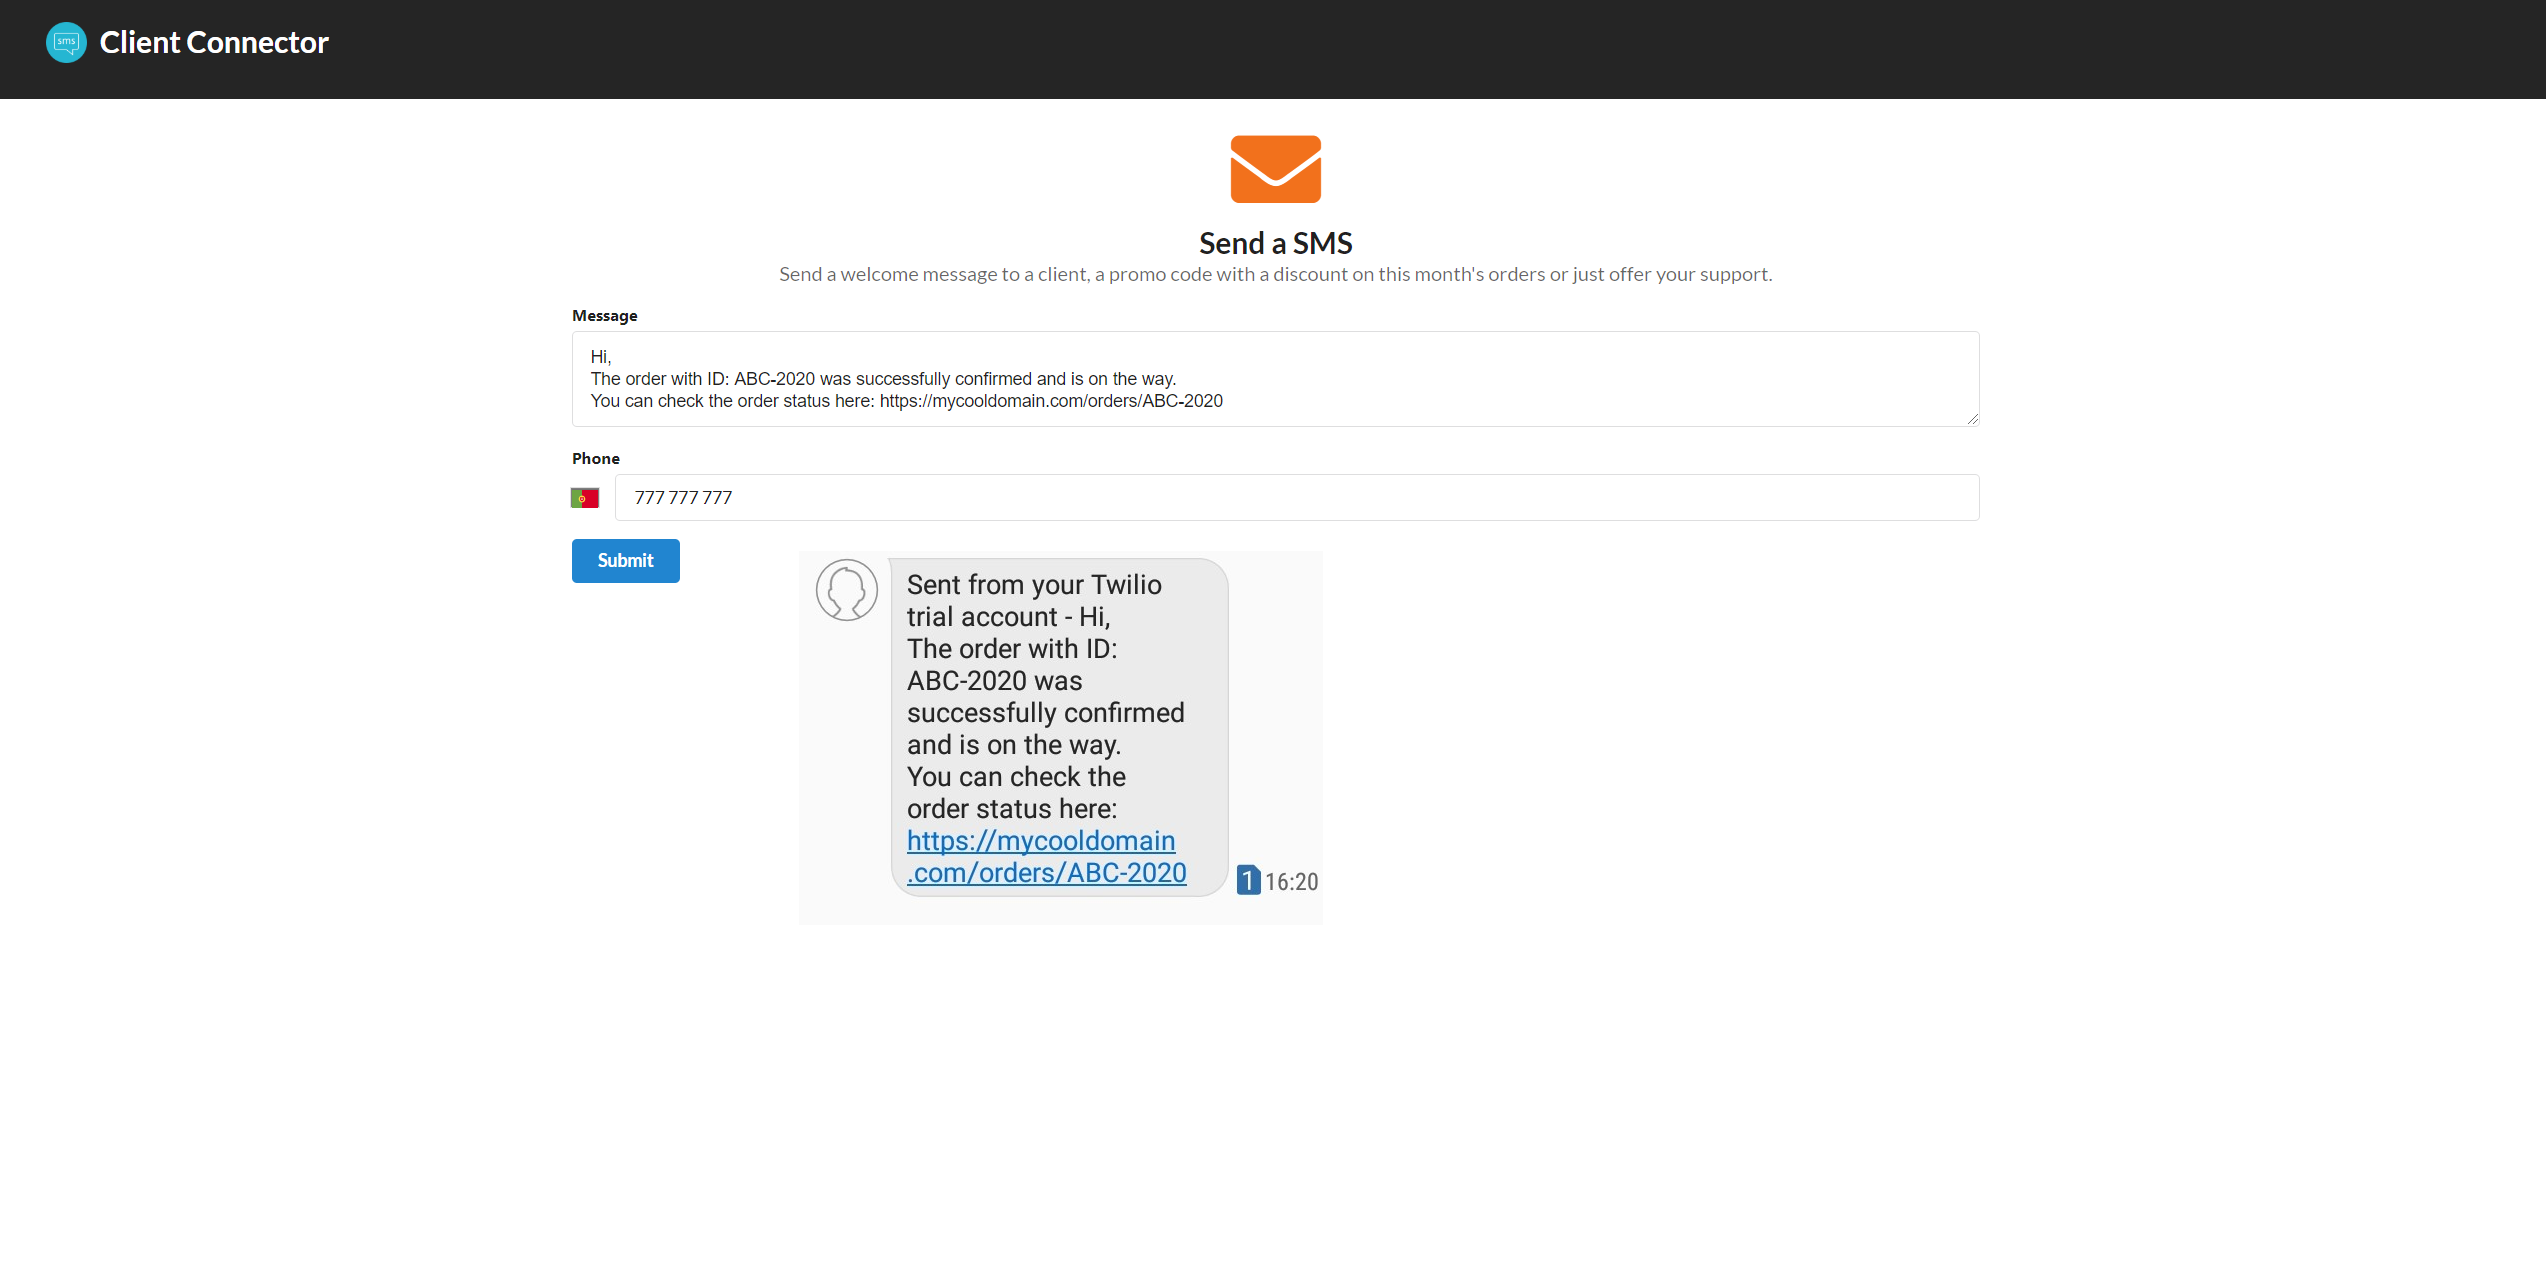 sms
Client Connector
Send a SMS
Send a welcome message to a client, a promo code with a discount on this month's orders or just offer your support.
Message
Hi,
The order with ID: ABC-2020 was successfully confirmed and is on the way.
You can check the order status here: https://mycooldomain.com/orders/ABC-2020
Phone
777 777 777
Submit
Sent from your Twilio
trial account - Hi,
The order with ID:
ABC-2020 was
successfully confirmed
and is on the way.
You can check the
order status here:
https://mycooldomain
.com/orders/ABC-2020
1 16:20